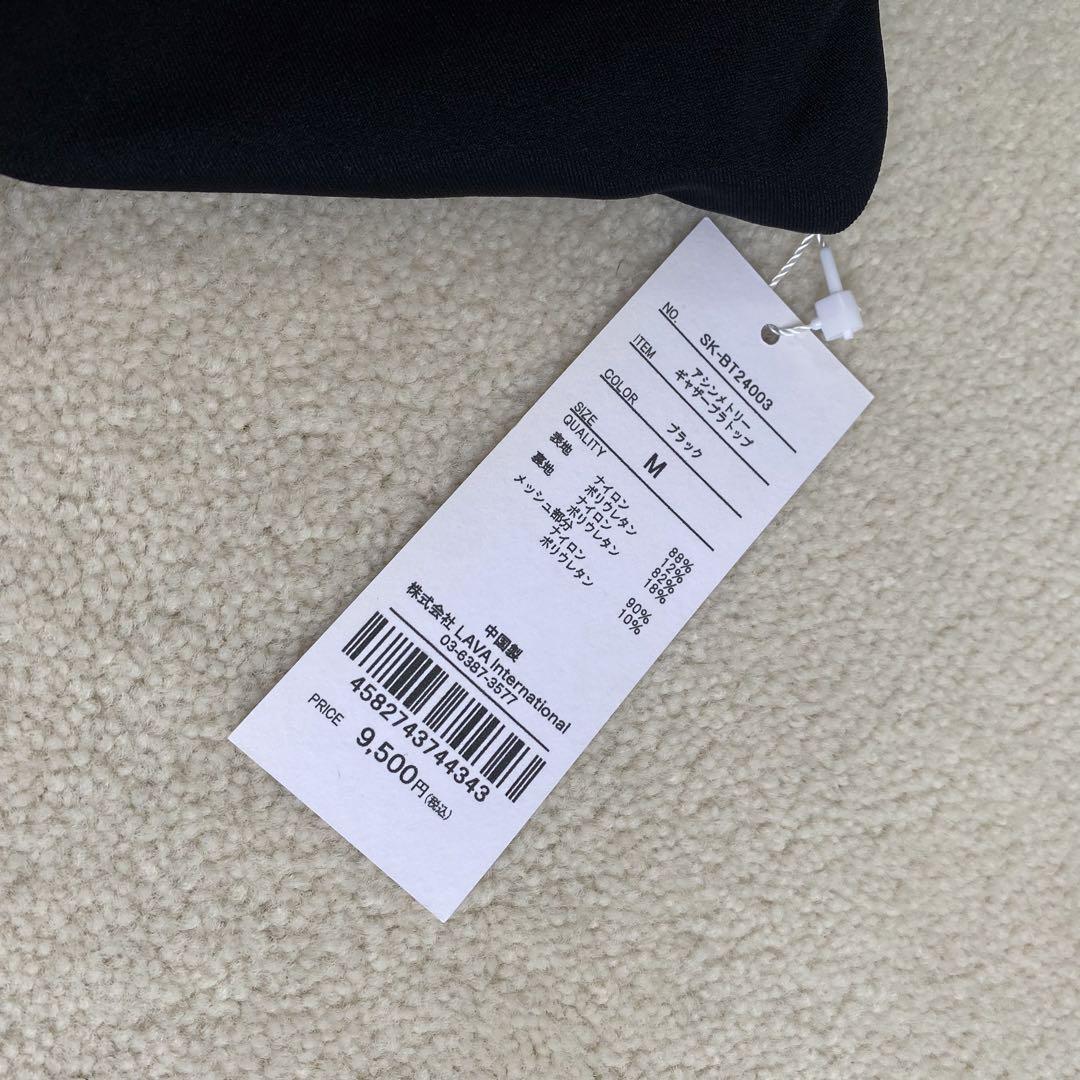 NO. SK-BT24003
ITEM アシンメトリー
ギャザーブラトップ
COLOR ブラック
SIZE M
QUALITY
表地 ナイロン 88%
ポリウレタン 12%
裏地 ナイロン 82%
ポリウレタン 18%
メッシュ部分
ナイロン 90%
ポリウレタン 10%
中国製
株式会社 LAVA International
03-6387-3577
4582743744343
PRICE 9,500円(税込)